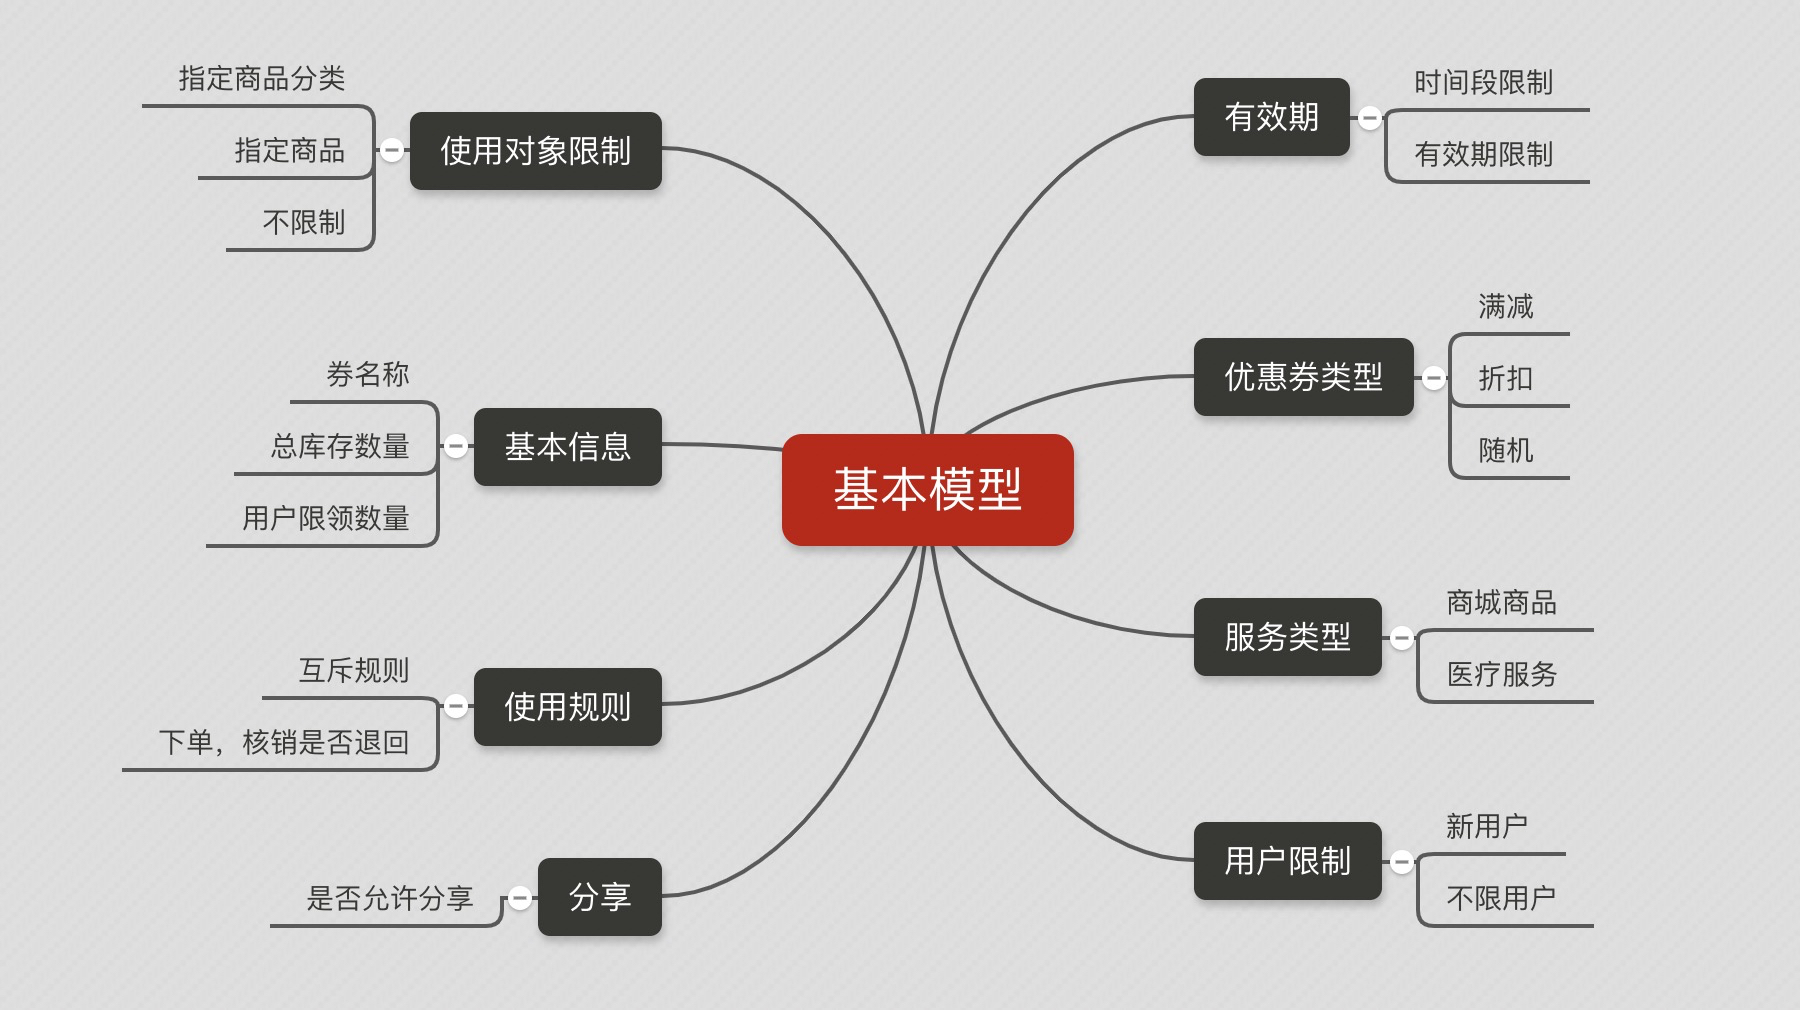 基本模型
有效期
时间段限制
有效期限制
优惠券类型
满减
折扣
随机
服务类型
商城商品
医疗服务
用户限制
新用户
不限用户
使用对象限制
指定商品分类
指定商品
不限制
基本信息
券名称
总库存数量
用户限领数量
使用规则
互斥规则
下单，核销是否退回
分享
是否允许分享